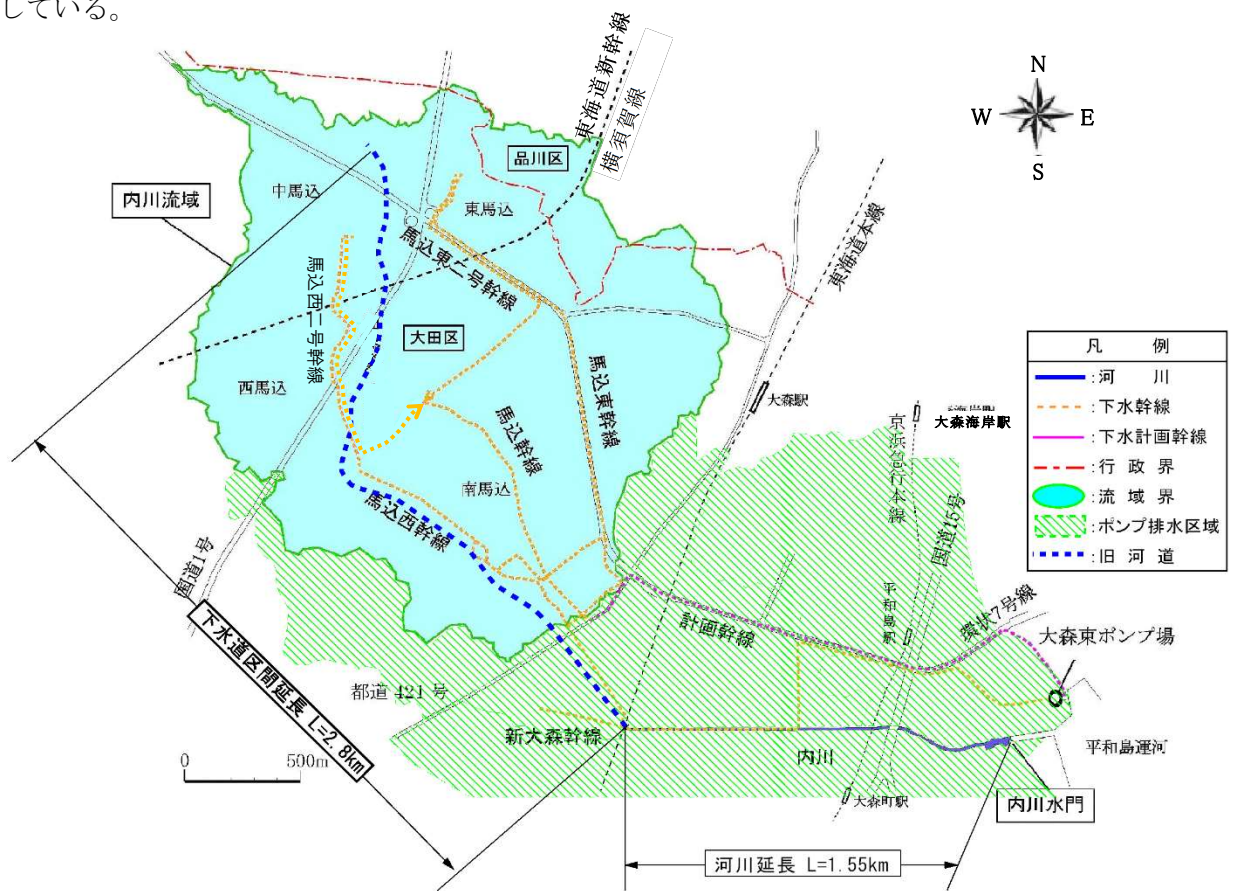 している。
東海道新幹線
横須賀線
N
W
E
S
品川区
中馬込
東馬込
内川流域
馬込東二号幹線
東海道本線
馬込西二号幹線
大田区
西馬込
馬込東幹線
馬込幹線
大森駅
京浜急行本線
大森海岸駅
凡 例
:河 川
:下水幹線
:下水計画幹線
:行 政 界
:流 域 界
:ポンプ排水区域
:旧河道
南馬込
馬込西幹線
国道1号
国道15号
平和島駅
環状7号線
大森東ポンプ場
計画幹線
下水道区間延長 L=2.8km
都道 421 号
新大森幹線
内川
平和島運河
0
500m
大森町駅
内川水門
河川延長 L=1.55km